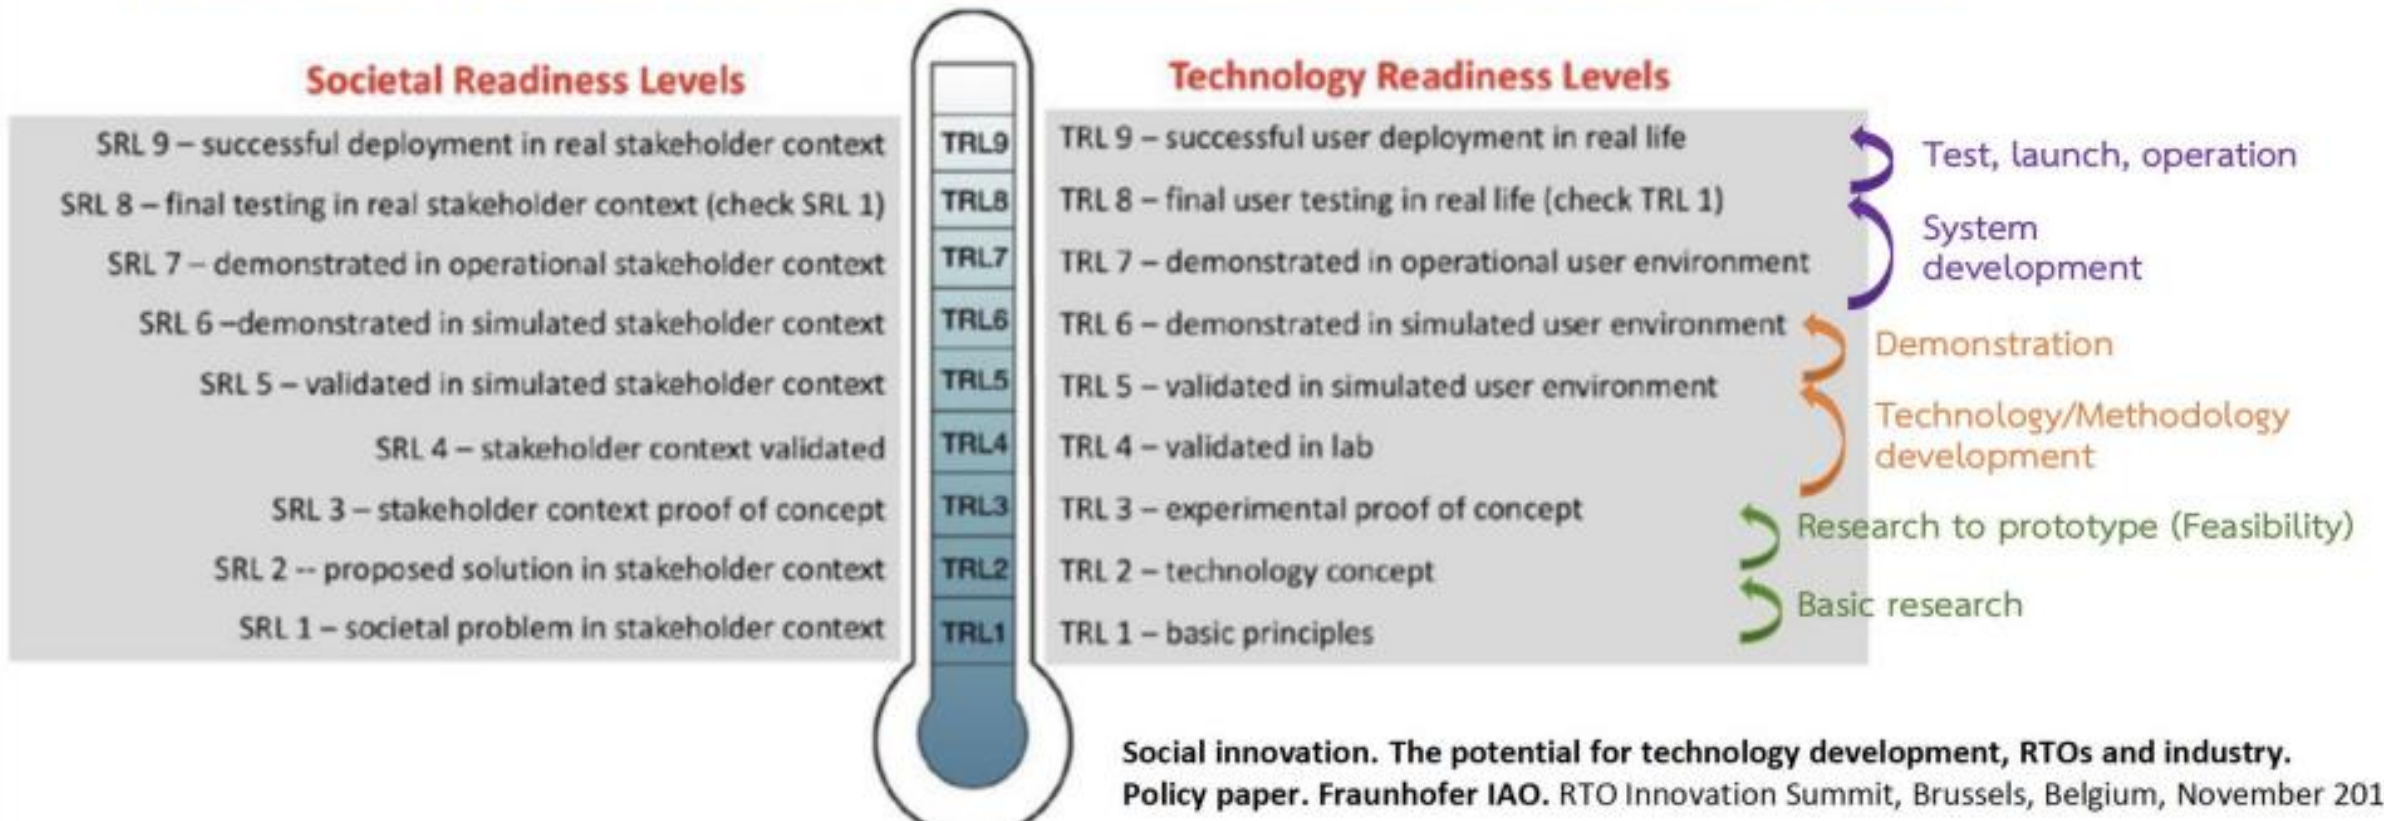 Societal Readiness Levels
SRL 9 – successful deployment in real stakeholder context
SRL 8 – final testing in real stakeholder context (check SRL 1)
SRL 7 – demonstrated in operational stakeholder context
SRL 6 –demonstrated in simulated stakeholder context
SRL 5 – validated in simulated stakeholder context
SRL 4 – stakeholder context validated
SRL 3 – stakeholder context proof of concept
SRL 2 -- proposed solution in stakeholder context
SRL 1 – societal problem in stakeholder context
TRL9
TRL8
TRL7
TRL6
TRL5
TRL4
TRL3
TRL2
TRL1
Technology Readiness Levels
TRL 9 – successful user deployment in real life
TRL 8 – final user testing in real life (check TRL 1)
TRL 7 – demonstrated in operational user environment
TRL 6 – demonstrated in simulated user environment
TRL 5 – validated in simulated user environment
TRL 4 – validated in lab
TRL 3 – experimental proof of concept
TRL 2 – technology concept
TRL 1 – basic principles
Test, launch, operation
System
development
Demonstration
Technology/Methodology
development
Research to prototype (Feasibility)
Basic research
Social innovation. The potential for technology development, RTOs and industry.
Policy paper. Fraunhofer IAO. RTO Innovation Summit, Brussels, Belgium, November 201